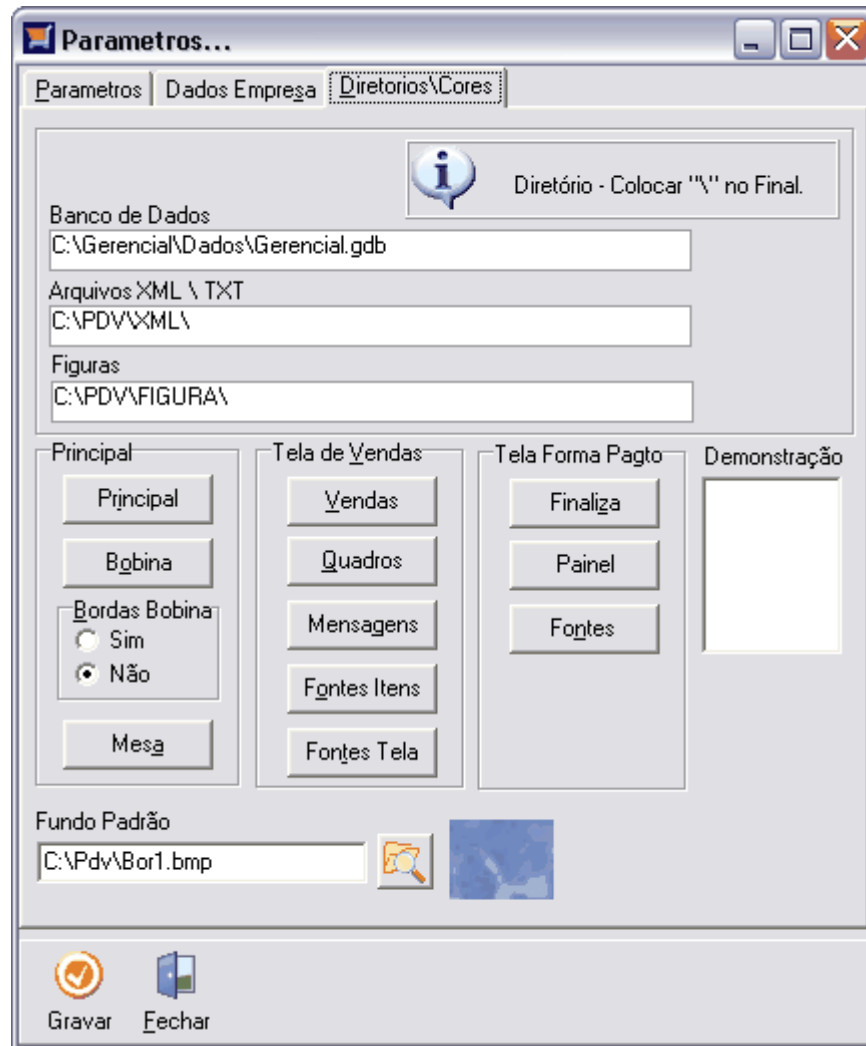 Parametros...
Parametros
Dados Empresa
Diretorios\Cores
Diretório - Colocar "\" no Final.
Banco de Dados
C:\Gerencial\Dados\Gerencial.gdb
Arquivos XML \ TXT
C:\PDV\XML\
Figuras
C:\PDV\FIGURA\
Principal
Principal
Bobina
Bordas Bobina
Sim
Não
Mesa
Tela de Vendas
Vendas
Quadros
Mensagens
Fontes Itens
Fontes Tela
Tela Forma Pagto
Finaliza
Painel
Fontes
Demonstração
Fundo Padrão
C:\Pdv\Bor1.bmp
Gravar
Fechar